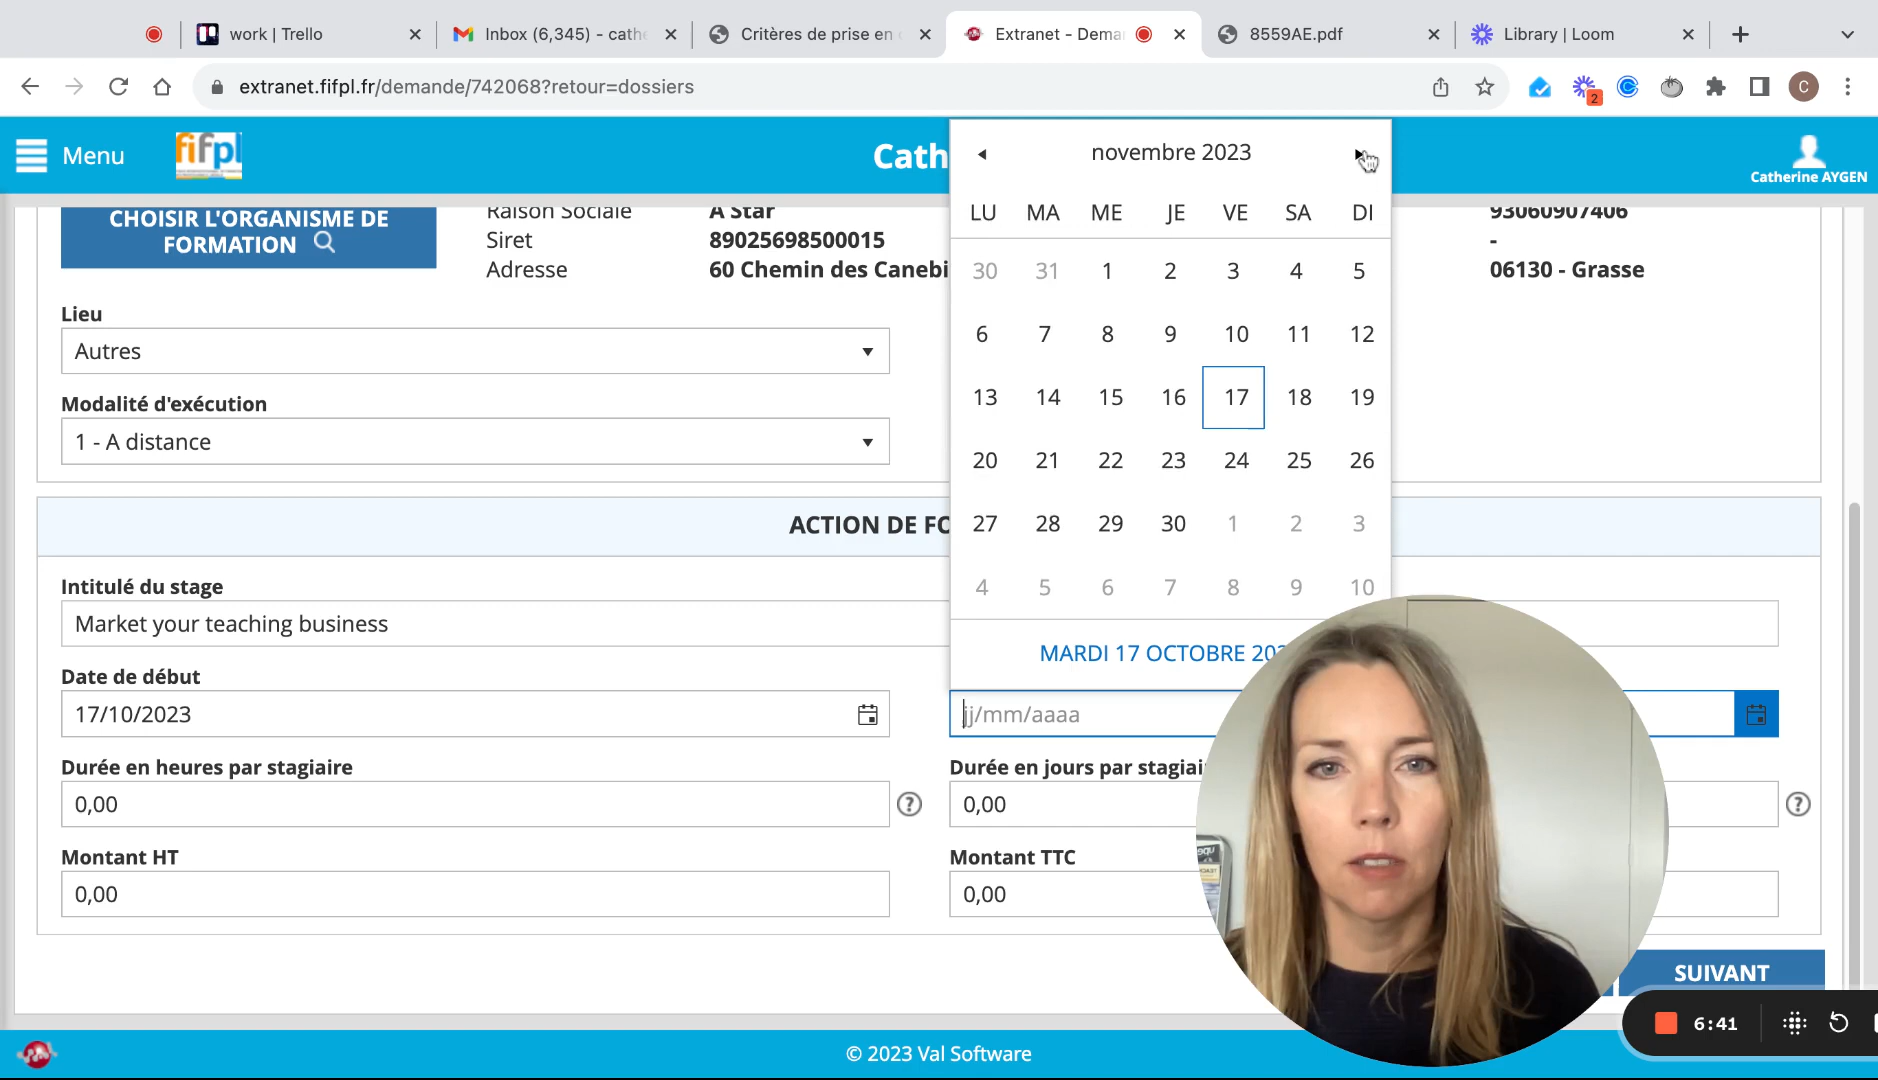 work | Trello
Inbox (6,345) - cathe
Critères de prise en c
Extranet - Dema
8559AE.pdf
Library | Loom
extranet.fifpl.fr/demande/742068?retour=dossiers
2
C
Menu
fifpl
Cath
Catherine AYGEN
CHOISIR L'ORGANISME DE
FORMATION
Raison Sociale
A Star
93060907406
Siret
89025698500015
-
Adresse
60 Chemin des Canebi
06130 - Grasse
Lieu
Autres
Modalité d'exécution
1 - A distance
novembre 2023
LU MA ME JE VE SA DI
30 31 1 2 3 4 5
6 7 8 9 10 11 12
13 14 15 16 17 18 19
20 21 22 23 24 25 26
27 28 29 30 1 2 3
4 5 6 7 8 9 10
MARDI 17 OCTOBRE 202
ACTION DE FO
Intitulé du stage
Market your teaching business
Date de début
17/10/2023
jj/mm/aaaa
Durée en heures par stagiaire
0,00
?
Durée en jours par stagiai
0,00
?
Montant HT
0,00
Montant TTC
0,00
SUIVANT
6:41
© 2023 Val Software